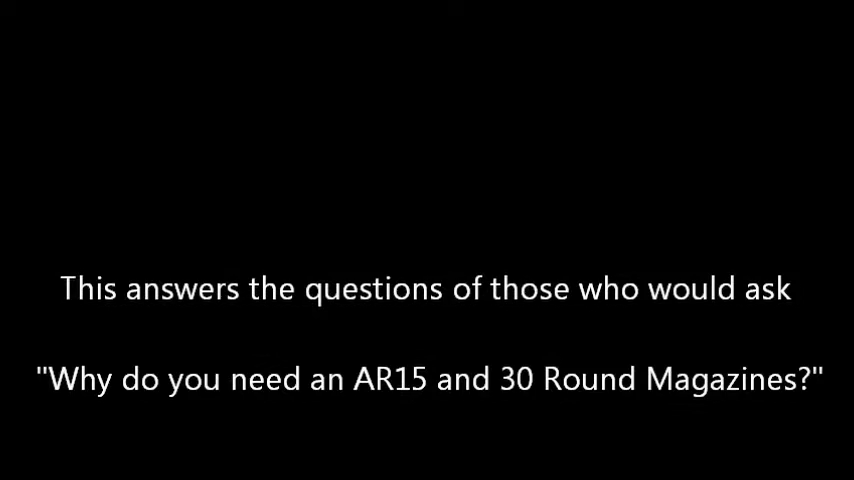 This answers the questions of those who would ask
"Why do you need an AR15 and 30 Round Magazines?"